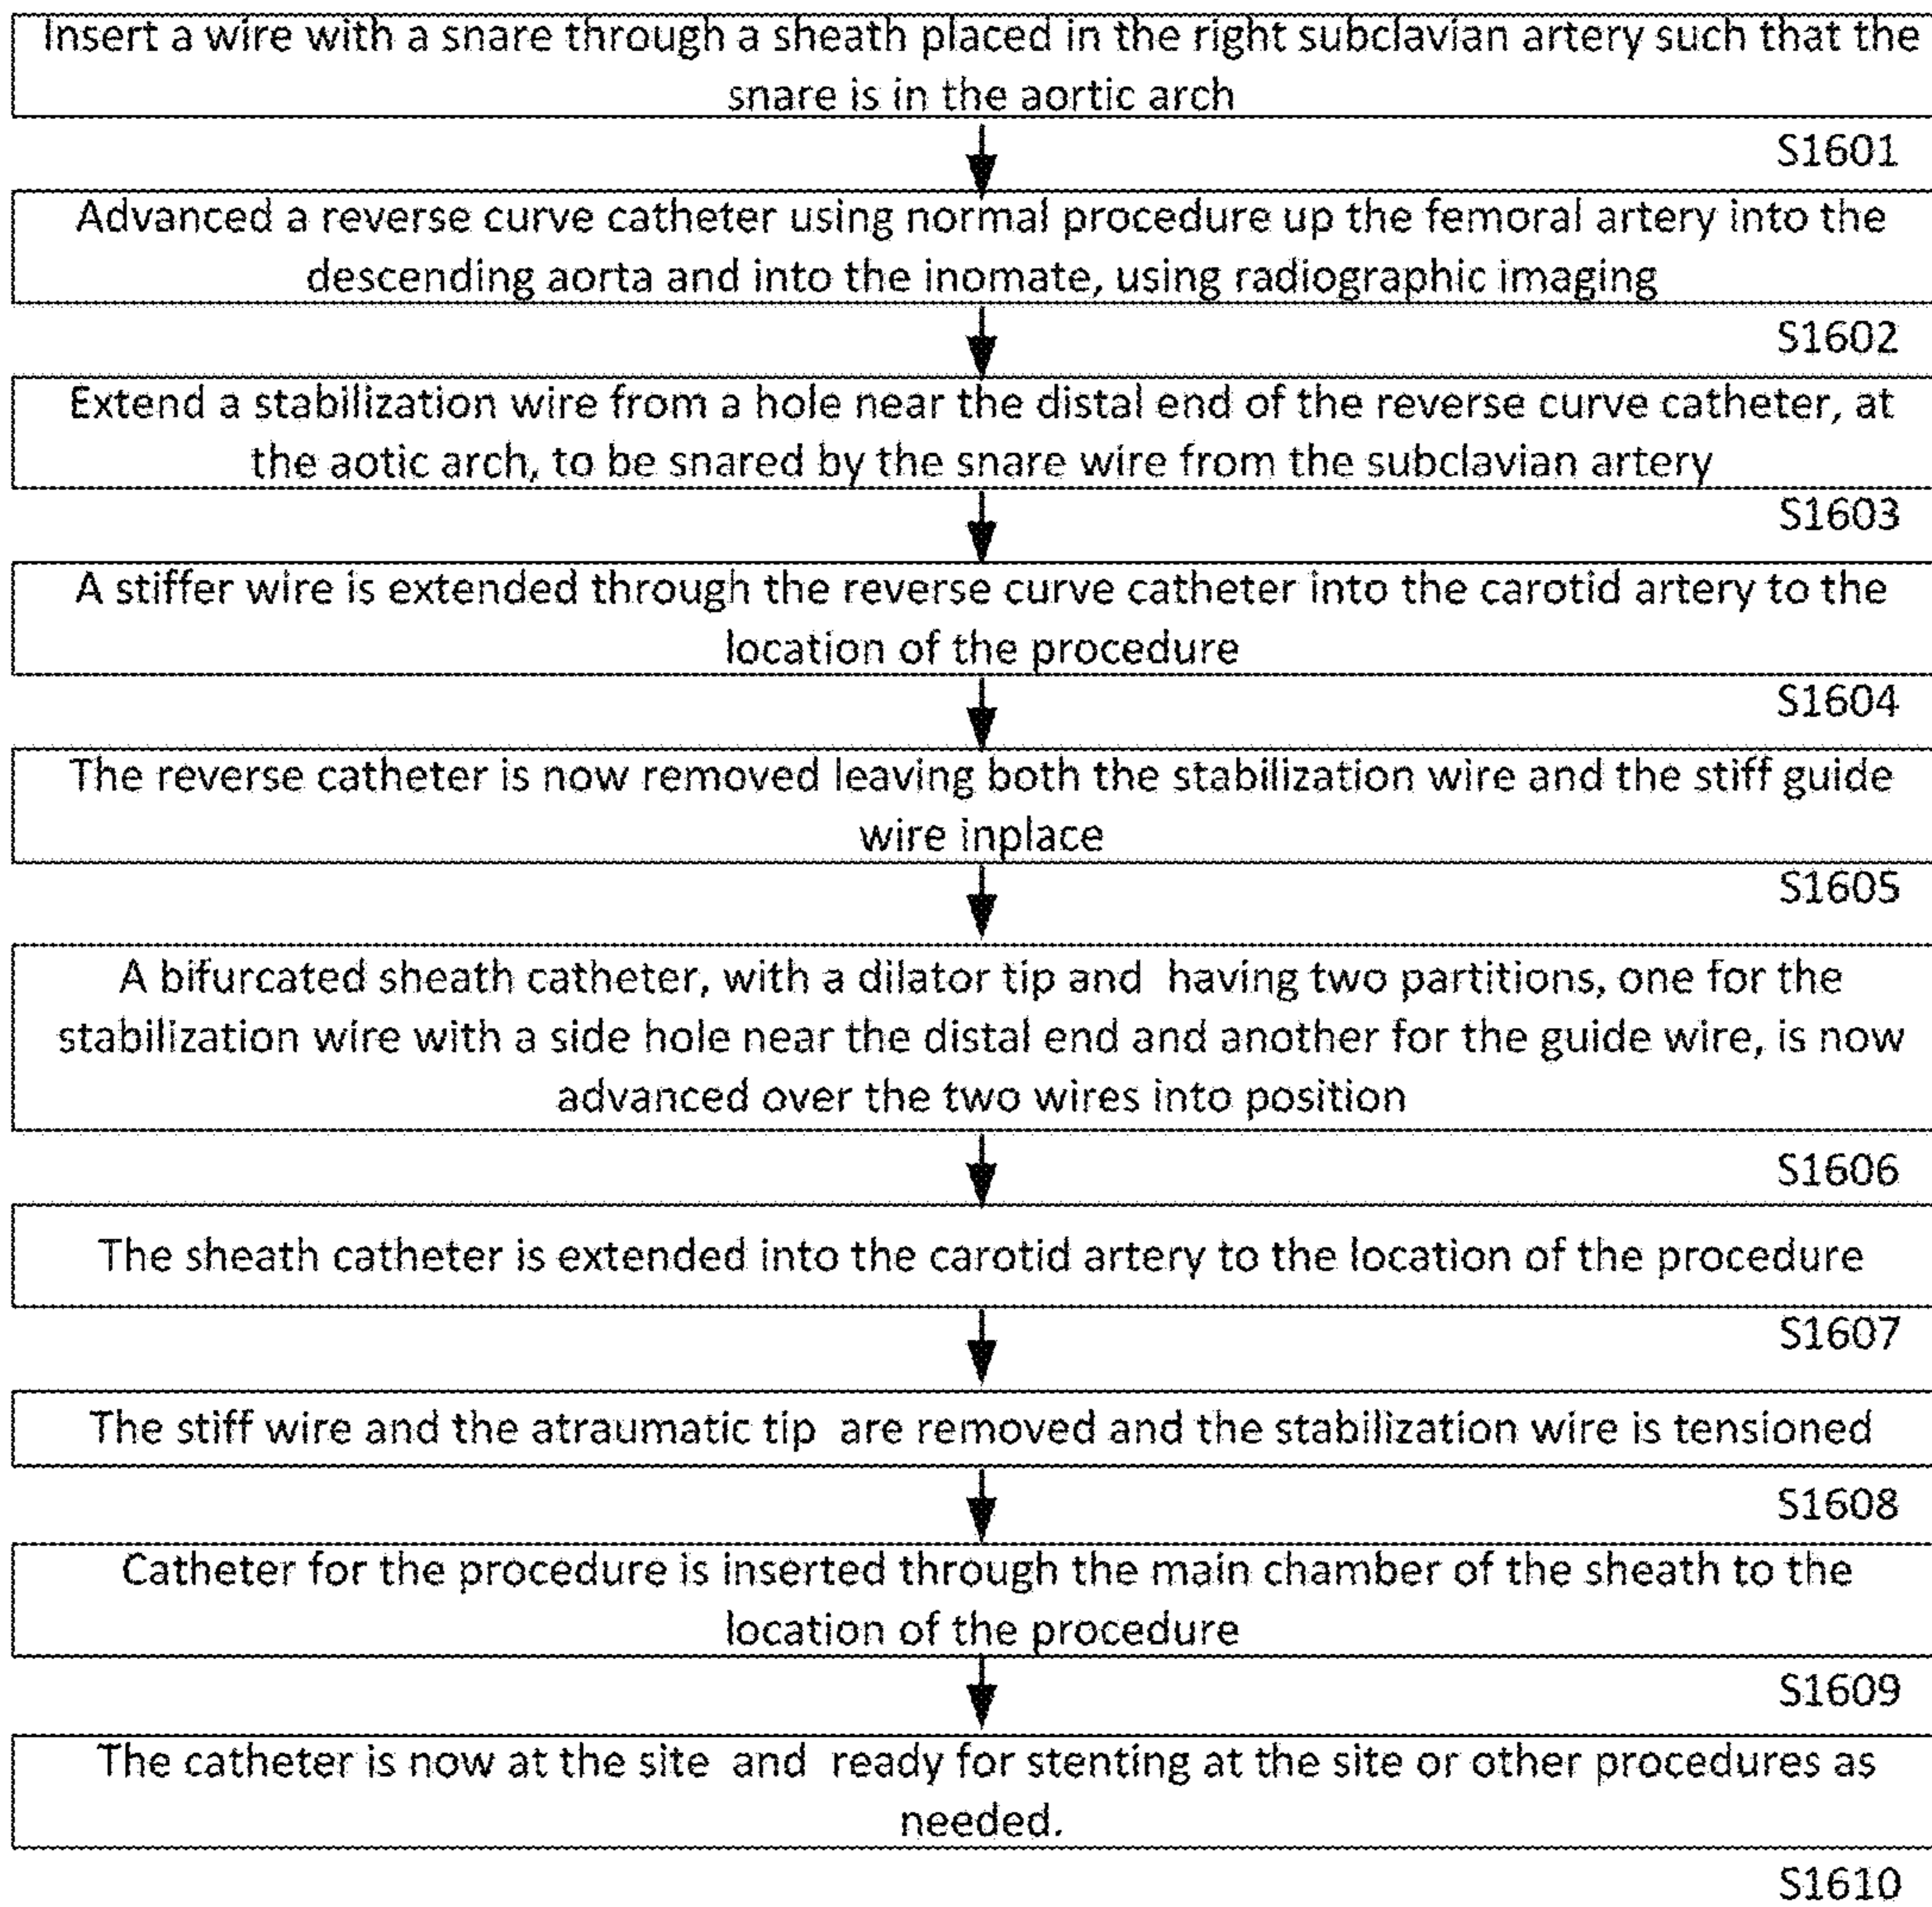 Insert a wire with a snare through a sheath placed in the right subclavian artery such that the
snare is in the aortic arch
S1601
Advanced a reverse curve catheter using normal procedure up the femoral artery into the
descending aorta and into the inomate, using radiographic imaging
S1602
Extend a stabilization wire from a hole near the distal end of the reverse curve catheter, at
the aotic arch, to be snared by the snare wire from the subclavian artery
S1603
A stiffer wire is extended through the reverse curve catheter into the carotid artery to the
location of the procedure
S1604
The reverse catheter is now removed leaving both the stabilization wire and the stiff guide
wire inplace
S1605
A bifurcated sheath catheter, with a dilator tip and having two partitions, one for the
stabilization wire with a side hole near the distal end and another for the guide wire, is now
advanced over the two wires into position
S1606
The sheath catheter is extended into the carotid artery to the location of the procedure
S1607
The stiff wire and the atraumatic tip are removed and the stabilization wire is tensioned
S1608
Catheter for the procedure is inserted through the main chamber of the sheath to the
location of the procedure
S1609
The catheter is now at the site and ready for stenting at the site or other procedures as
needed.
S1610